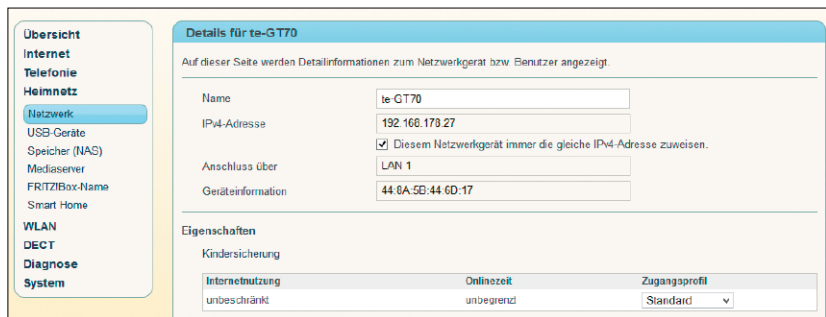 Übersicht
Internet
Telefonie
Heimnetz
Netzwerk
USB-Geräte
Speicher (NAS)
Mediaserver
FRITZ!Box-Name
Smart Home
WLAN
DECT
Diagnose
System
Details für te-GT70
Auf dieser Seite werden Detailinformationen zum Netzwerkgerät bzw. Benutzer angezeigt.
Name te-GT70
IPv4-Adresse 192.168.178.27
Diesem Netzwerkgerät immer die gleiche IPv4-Adresse zuweisen.
Anschluss über LAN 1
Geräteinformation 44:8A:5B:44:6D:17
Eigenschaften
Kindersicherung
Internetnutzung Onlinezeit Zugangsprofil
unbeschränkt unbegrenzt Standard